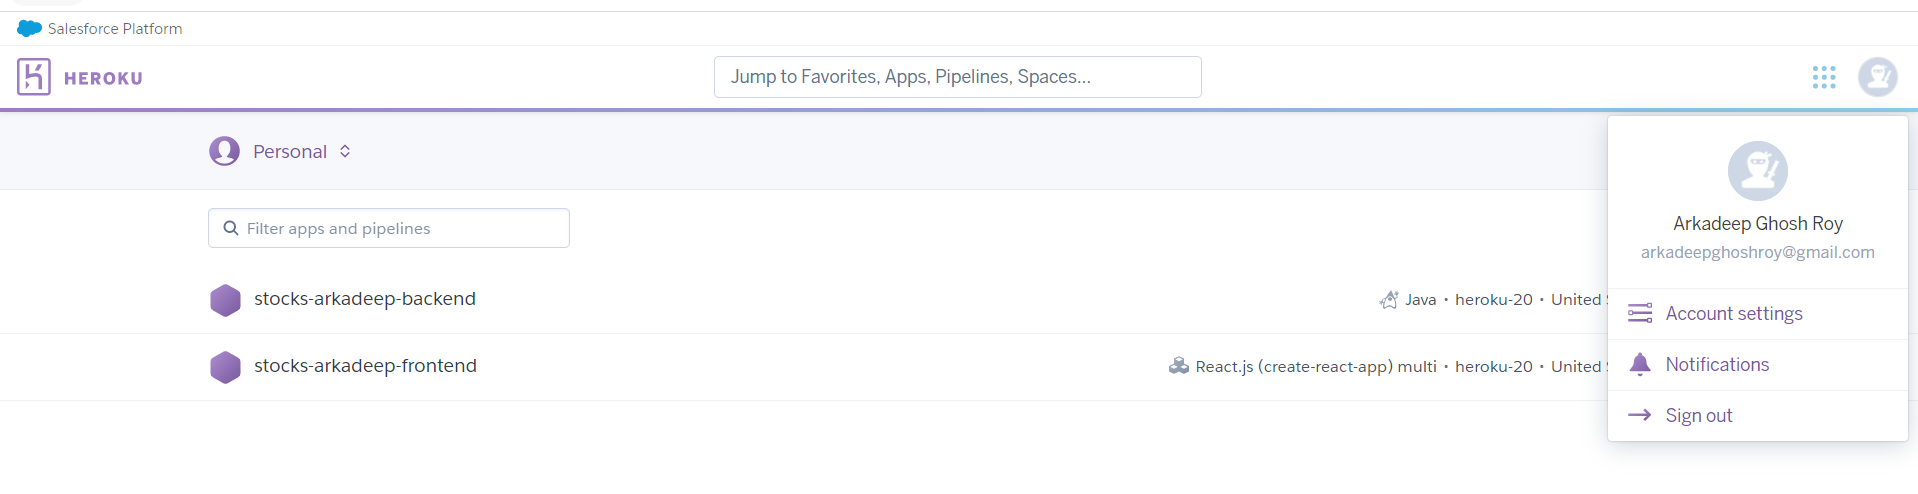 Salesforce Platform
HEROKU
Jump to Favorites, Apps, Pipelines, Spaces...
Personal
Filter apps and pipelines
stocks-arkadeep-backend
Java • heroku-20 • United
stocks-arkadeep-frontend
React.js (create-react-app) multi • heroku-20 • United
Arkadeep Ghosh Roy
arkadeepghoshroy@gmail.com
Account settings
Notifications
Sign out